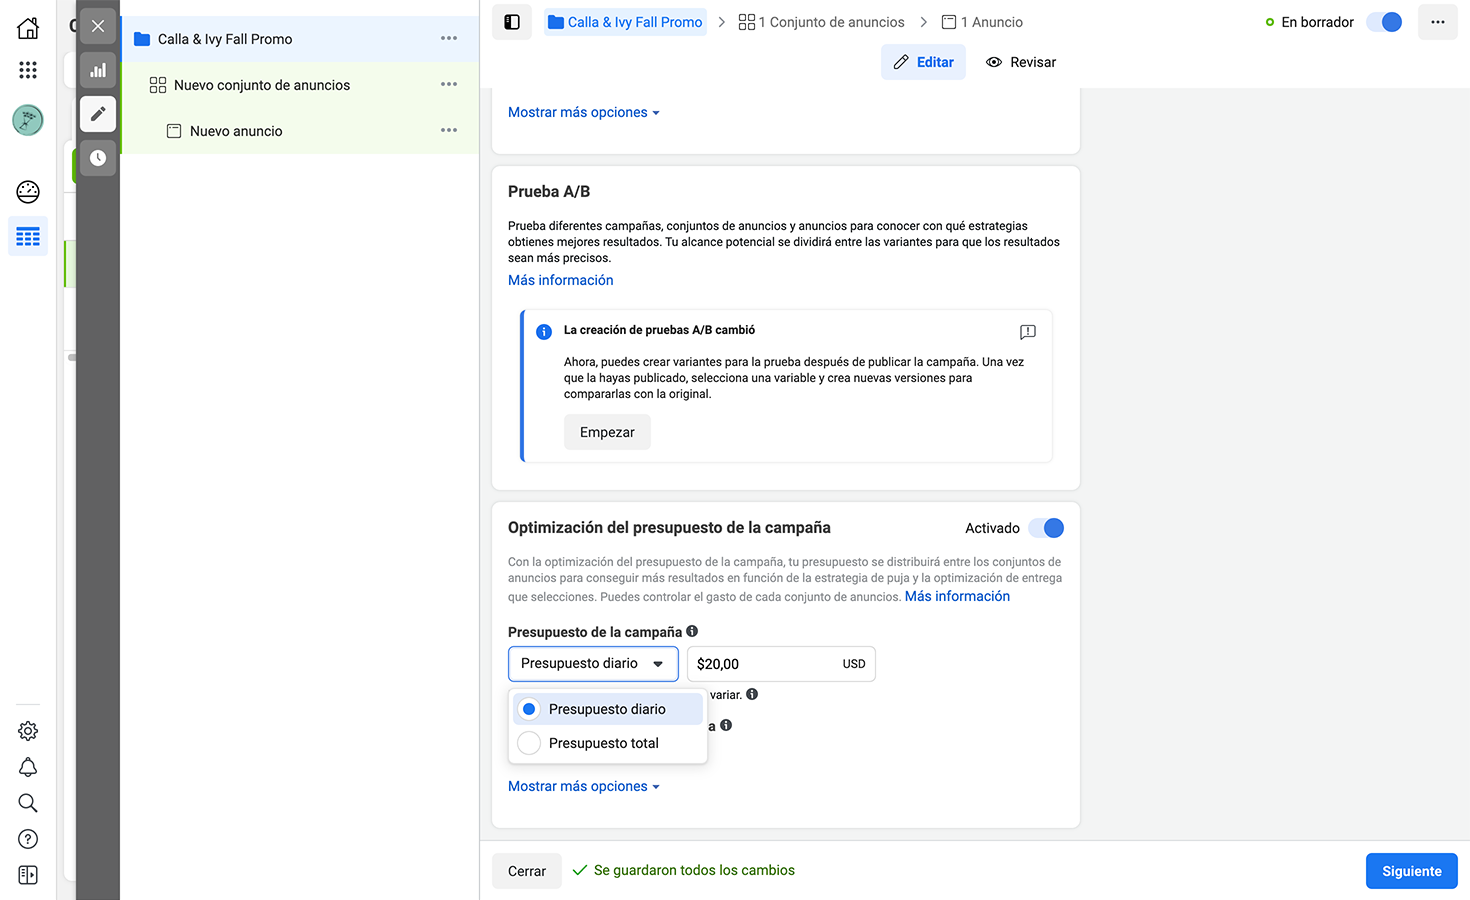 Calla & Ivy Fall Promo
Nuevo conjunto de anuncios
Nuevo anuncio
Calla & Ivy Fall Promo
1 Conjunto de anuncios
1 Anuncio
En borrador
Editar
Revisar
Mostrar más opciones
Prueba A/B
Prueba diferentes campañas, conjuntos de anuncios y anuncios para conocer con qué estrategias
obtienes mejores resultados. Tu alcance potencial se dividirá entre las variantes para que los resultados
sean más precisos.
Más información
La creación de pruebas A/B cambió
Ahora, puedes crear variantes para la prueba después de publicar la campaña. Una vez
que la hayas publicado, selecciona una variable y crea nuevas versiones para
compararlas con la original.
Empezar
Optimización del presupuesto de la campaña
Activado
Con la optimización del presupuesto de la campaña, tu presupuesto se distribuirá entre los conjuntos de
anuncios para conseguir más resultados en función de la estrategia de puja y la optimización de entrega
que selecciones. Puedes controlar el gasto de cada conjunto de anuncios. Más información
Presupuesto de la campaña
Presupuesto diario
$20,00 USD
variar.
Presupuesto diario
a
Presupuesto total
Mostrar más opciones
Cerrar
Se guardaron todos los cambios
Siguiente